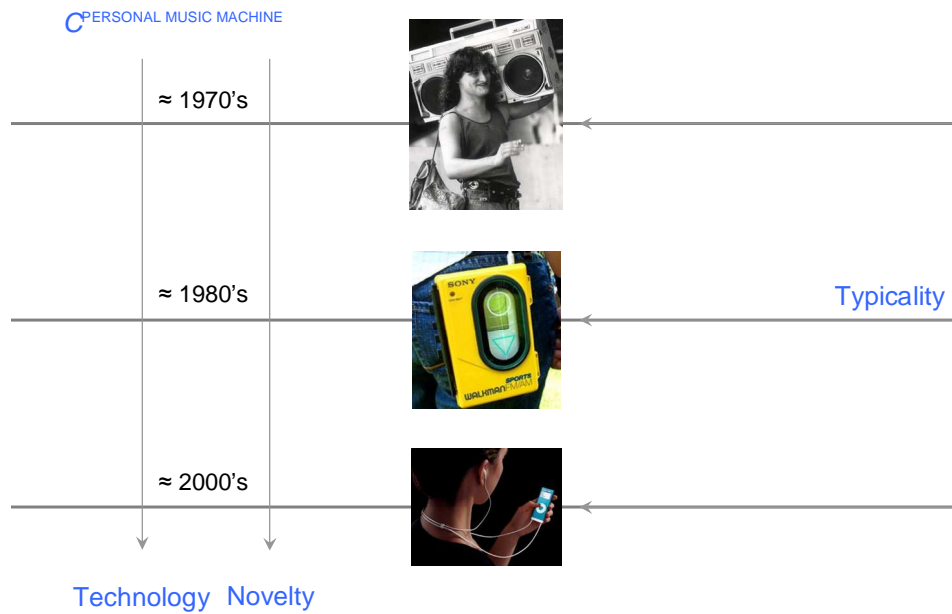 CPERSONAL MUSIC MACHINE
≈ 1970's
≈ 1980's
SONY
Typicality
SPORTS
WALKMAN FM/AM
≈ 2000's
Technology Novelty